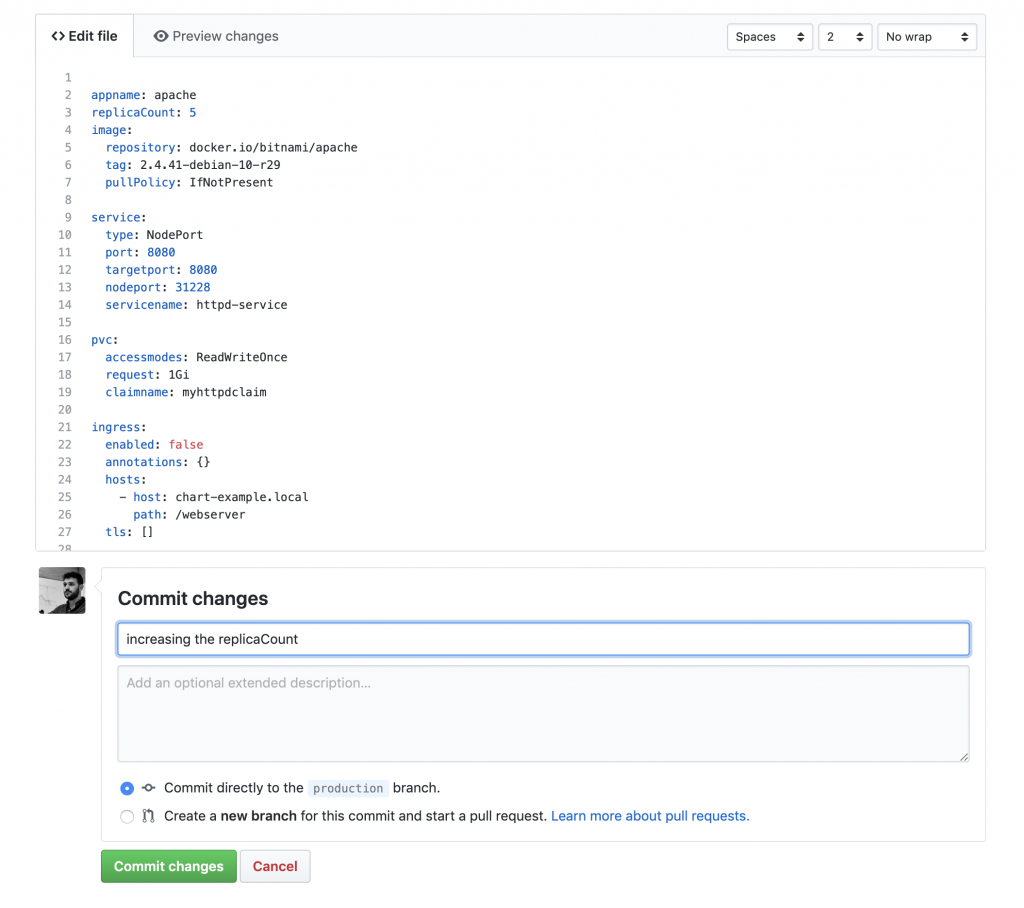 <> Edit file
Preview changes
Spaces
2
No wrap
1
2 appname: apache
3 replicaCount: 5
4 image:
5   repository: docker.io/bitnami/apache
6   tag: 2.4.41-debian-10-r29
7   pullPolicy: IfNotPresent
8
9 service:
10   type: NodePort
11   port: 8080
12   targetport: 8080
13   nodeport: 31228
14   servicename: httpd-service
15
16 pvc:
17   accessmodes: ReadWriteOnce
18   request: 1Gi
19   claimname: myhttpdclaim
20
21 ingress:
22   enabled: false
23   annotations: {}
24   hosts:
25     - host: chart-example.local
26       path: /webserver
27   tls: []
28
Commit changes
increasing the replicaCount
Add an optional extended description...
Commit directly to the production branch.
Create a new branch for this commit and start a pull request. Learn more about pull requests.
Commit changes
Cancel